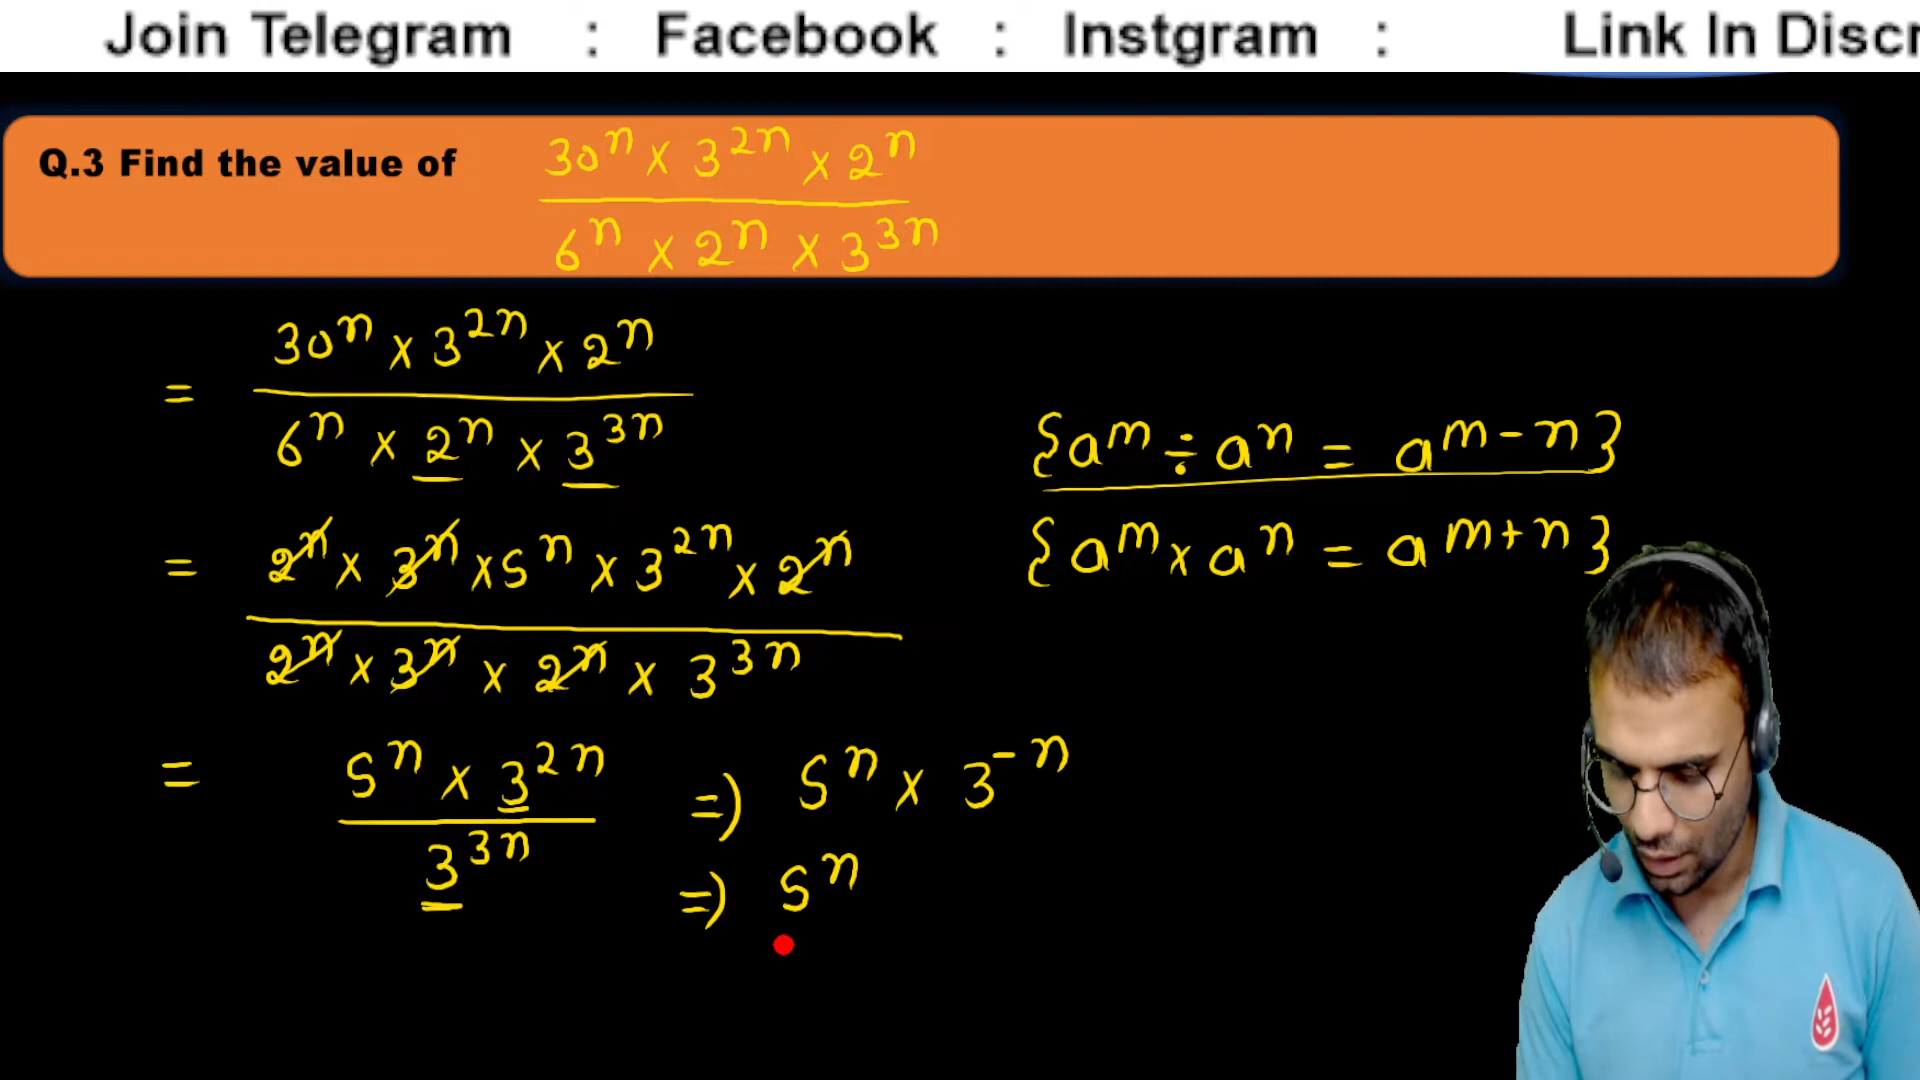 Join Telegram : Facebook : Instgram : Link In Discr
Q.3 Find the value of
30ⁿ × 3²ⁿ × 2ⁿ
6ⁿ × 2ⁿ × 3³ⁿ
= 30ⁿ × 3²ⁿ × 2ⁿ
6ⁿ × 2ⁿ × 3³ⁿ
{aᵐ ÷ aⁿ = aᵐ⁻ⁿ}
{aᵐ × aⁿ = aᵐ⁺ⁿ}
= 2ⁿ × 3ⁿ × 5ⁿ × 3²ⁿ × 2ⁿ
2ⁿ × 3ⁿ × 2ⁿ × 3³ⁿ
= 5ⁿ × 3²ⁿ
3³ⁿ
=) 5ⁿ × 3⁻ⁿ
=) 5ⁿ